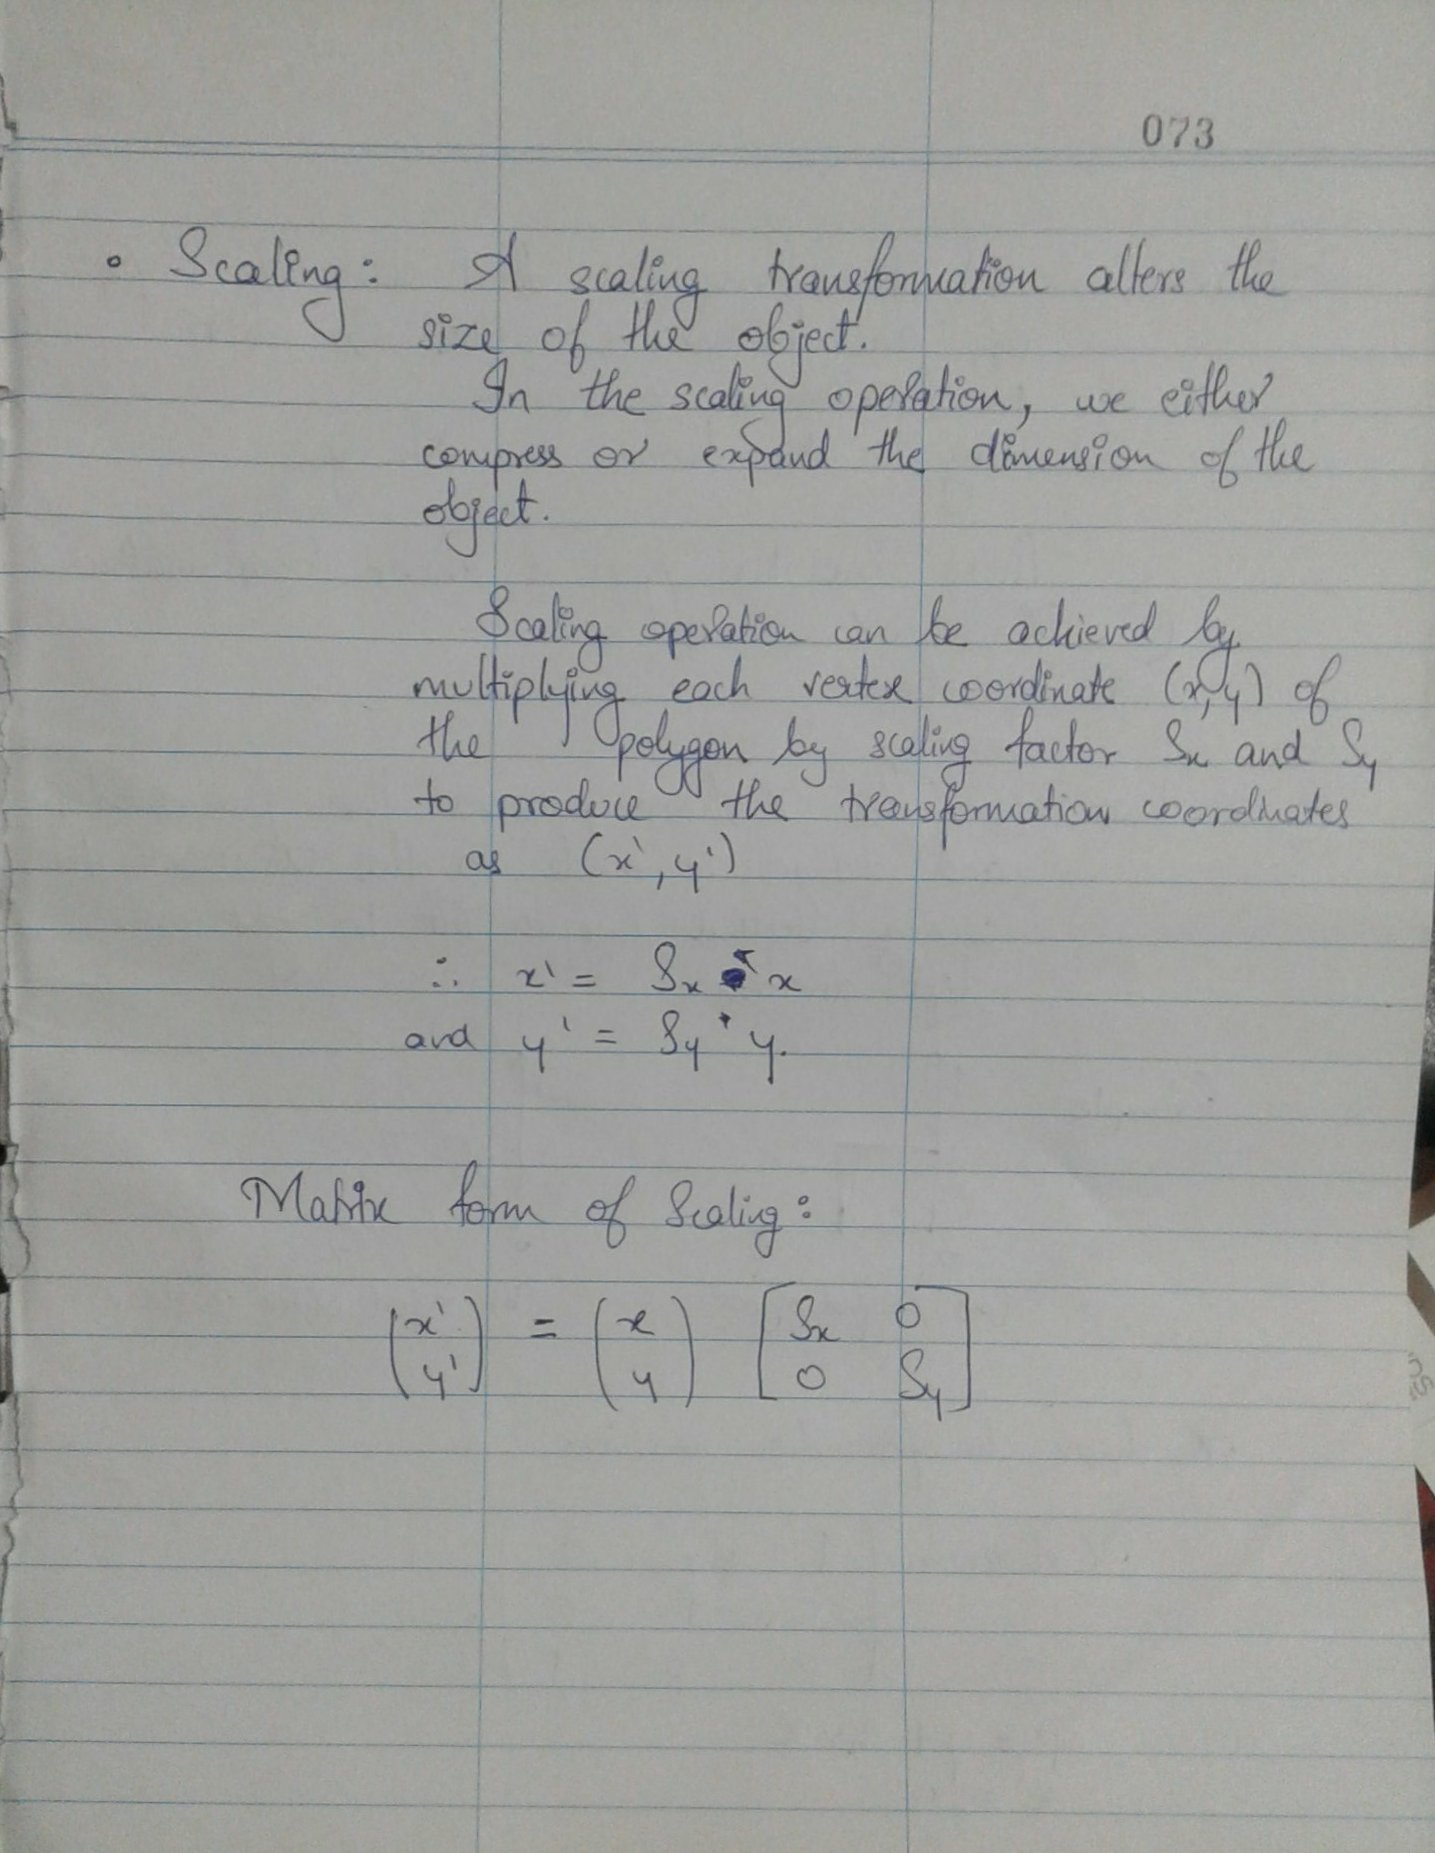 073
• Scaling: A scaling transformation alters the
size of the object.
In the scaling operation, we either
compress or expand the dimension of the
object.
Scaling operation can be achieved by
multiplying each vertex coordinate (x,y) of
the polygon by scaling factor Sx and Sy
to produce the transformation coordinates
as (x', y')
∴ x' = Sx * x
and y' = Sy * y.
Matrix form of Scaling:
(x') = (x) [Sx 0]
(y') (y) [0 Sy]